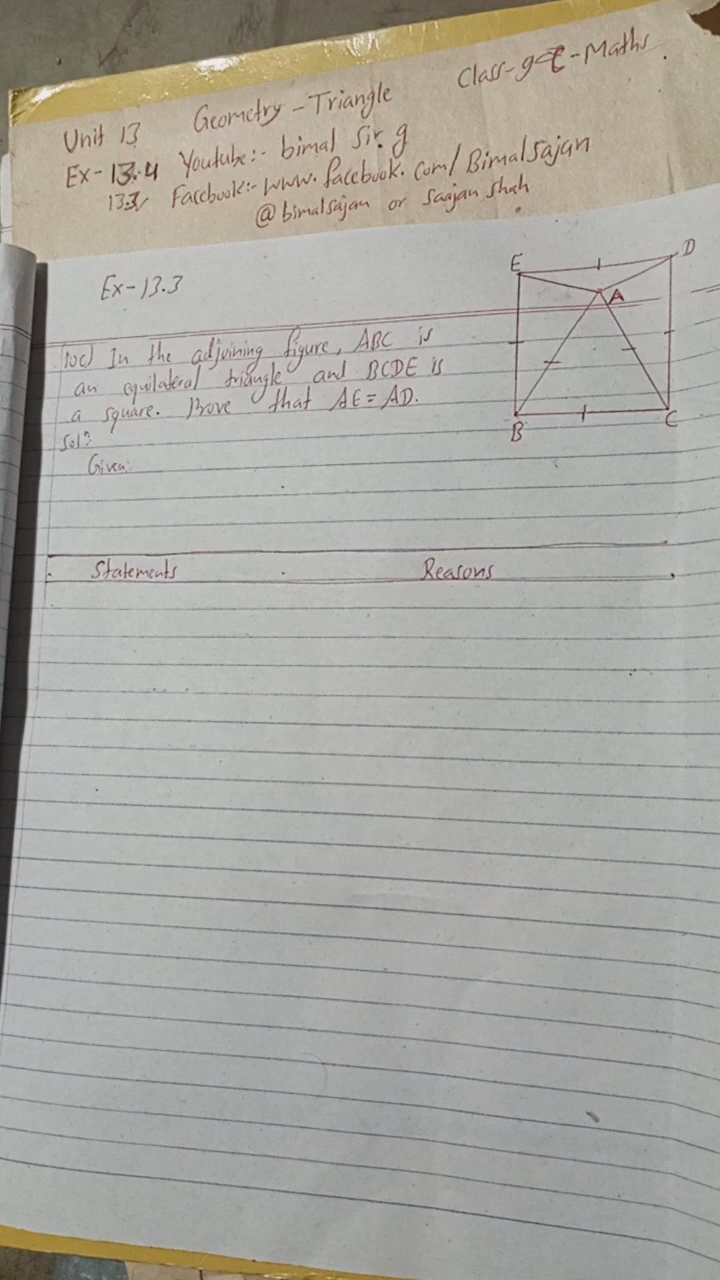 Unit 13 Geometry - Triangle Class - 9 - Maths
Ex - 13.4 Youtube:- bimal sir g
13.3/ Facebook:- www.facebook.com/Bimalsajan
@bimalsajan or saajan shah
Ex - 13.3
10c) In the adjoining figure, ABC is
an equilateral triangle and BCDE is
a square. Prove that AE = AD.
Solⁿ:
Given:
E
D
A
B
C
Statements Reasons